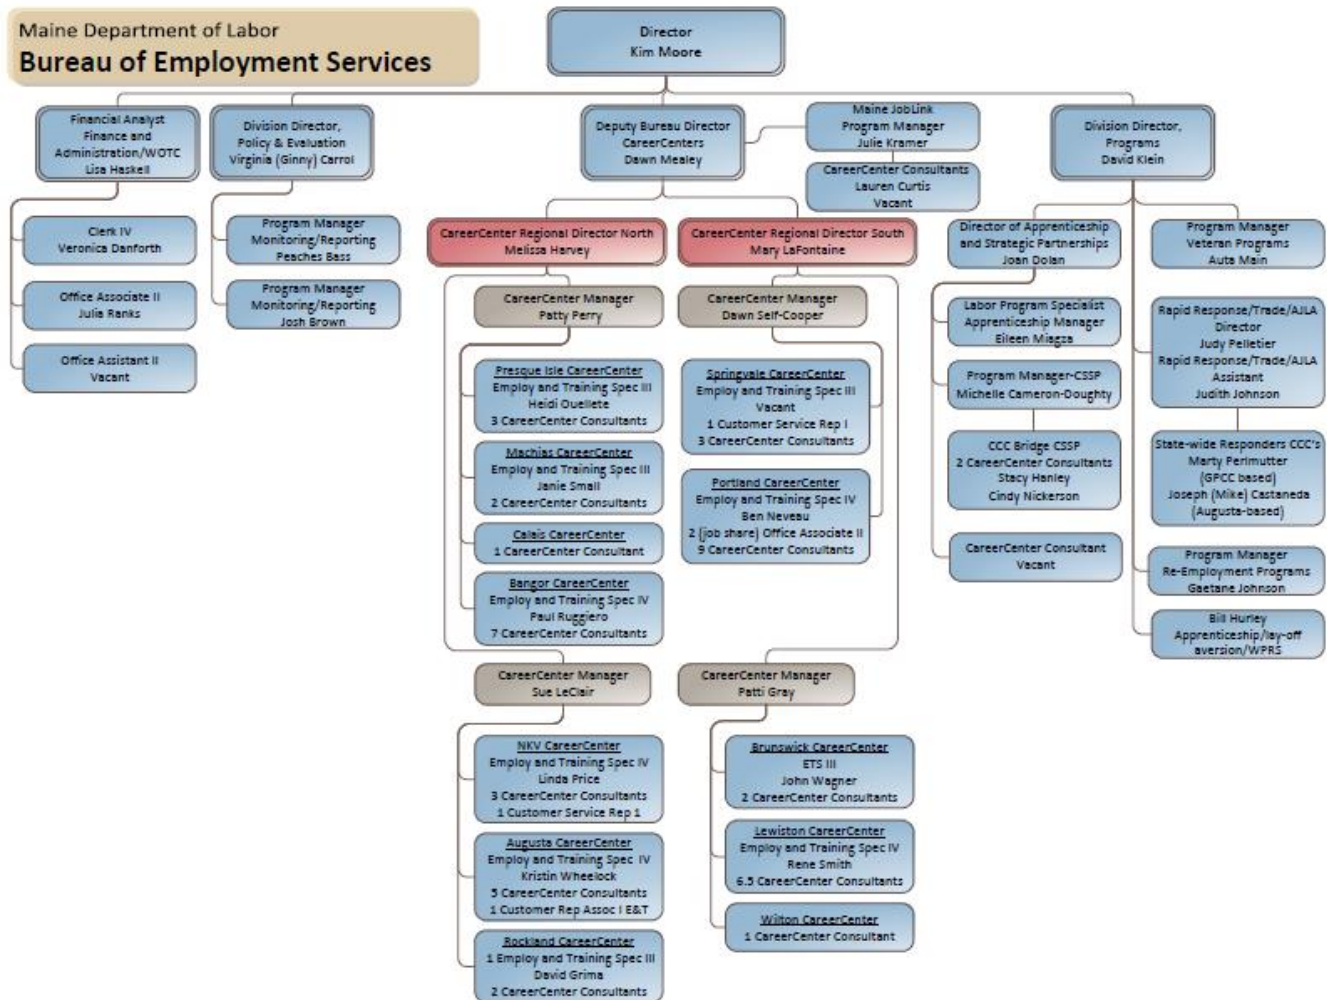 Maine Department of Labor
Bureau of Employment Services
Director
Kim Moore
Financial Analyst
Finance and
Administration/WOTC
Lisa Haskell
Division Director,
Policy & Evaluation
Virginia (Ginny) Carrol
Deputy Bureau Director
CareerCenters
Dawn Mealey
Maine JobLink
Program Manager
Julie Kramer
CareerCenter Consultants
Lauren Curtis
Vacant
Division Director,
Programs
David Klein
Clerk IV
Veronica Danforth
Office Associate II
Julia Ranks
Office Assistant II
Vacant
Program Manager
Monitoring/Reporting
Peaches Bass
Program Manager
Monitoring/Reporting
Josh Brown
CareerCenter Regional Director North
Melissa Harvey
CareerCenter Regional Director South
Mary LaFontaine
CareerCenter Manager
Patty Perry
Presque Isle CareerCenter
Employ and Training Spec III
Heidi Ouellete
3 CareerCenter Consultants
Machias CareerCenter
Employ and Training Spec III
Janie Small
2 CareerCenter Consultants
Calais CareerCenter
1 CareerCenter Consultant
Bangor CareerCenter
Employ and Training Spec IV
Paul Ruggiero
7 CareerCenter Consultants
CareerCenter Manager
Sue LeClair
NKV CareerCenter
Employ and Training Spec IV
Linda Price
3 CareerCenter Consultants
1 Customer Service Rep 1
Augusta CareerCenter
Employ and Training Spec IV
Kristin Wheelock
5 CareerCenter Consultants
1 Customer Rep Assoc I E&T
Rockland CareerCenter
1 Employ and Training Spec III
David Grima
2 CareerCenter Consultants
CareerCenter Manager
Dawn Self-Cooper
Springvale CareerCenter
Employ and Training Spec III
Vacant
1 Customer Service Rep I
3 CareerCenter Consultants
Portland CareerCenter
Employ and Training Spec IV
Ben Neveau
2 (job share) Office Associate II
9 CareerCenter Consultants
CareerCenter Manager
Patti Gray
Brunswick CareerCenter
ETS III
John Wagner
2 CareerCenter Consultants
Lewiston CareerCenter
Employ and Training Spec IV
Rene Smith
6.5 CareerCenter Consultants
Wilton CareerCenter
1 CareerCenter Consultant
Director of Apprenticeship
and Strategic Partnerships
Joan Dolan
Labor Program Specialist
Apprenticeship Manager
Eileen Miagza
Program Manager-CSSP
Michelle Cameron-Doughty
CCC Bridge CSSP
2 CareerCenter Consultants
Stacy Hanley
Cindy Nickerson
CareerCenter Consultant
Vacant
Program Manager
Veteran Programs
Auta Main
Rapid Response/Trade/AJLA
Director
Judy Pelletier
Rapid Response/Trade/AJLA
Assistant
Judith Johnson
State-wide Responders CCC's
Marty Perlmutter
(GPCC based)
Joseph (Mike) Castaneda
(Augusta-based)
Program Manager
Re-Employment Programs
Gaetane Johnson
Bill Hurley
Apprenticeship/lay-off
aversion/WPRS